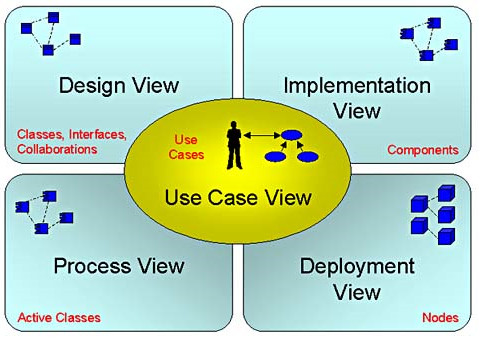 Design View
Classes, Interfaces,
Collaborations
Implementation
View
Components
Use
Cases
Use Case View
Process View
Active Classes
Deployment
View
Nodes